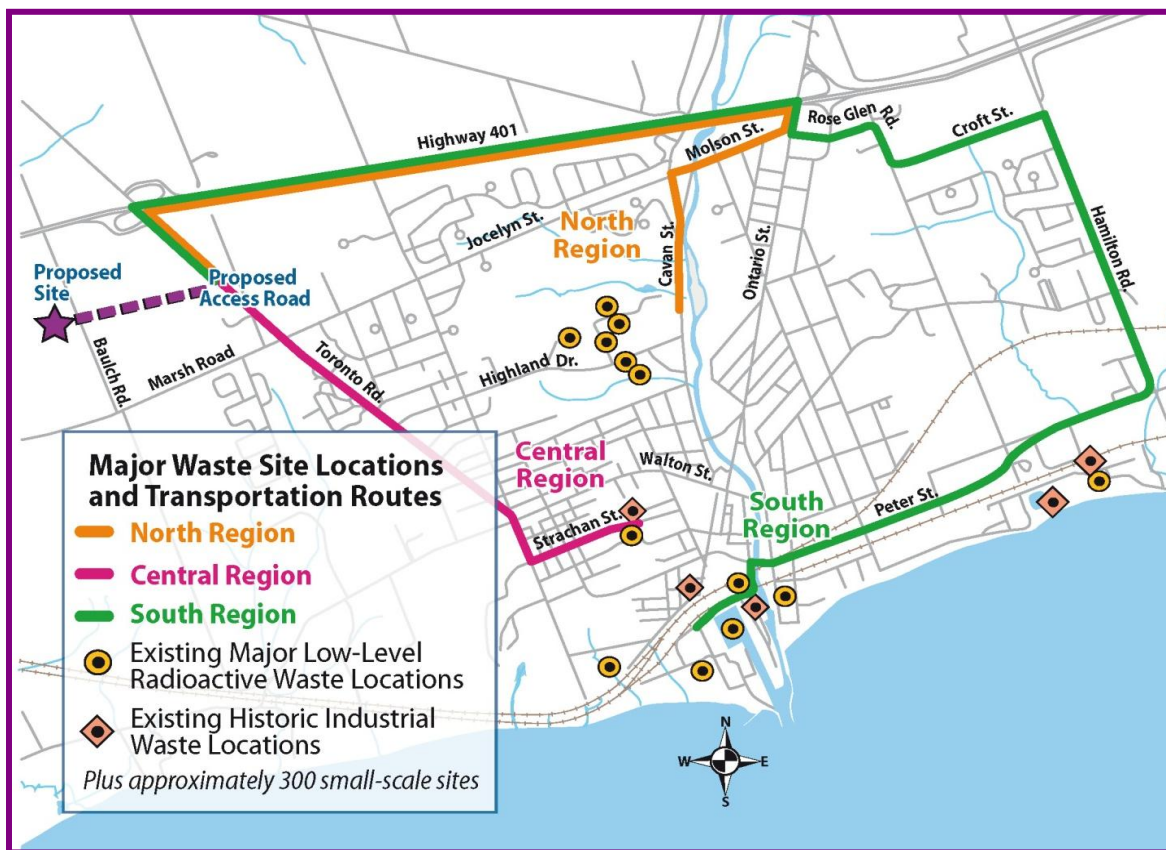 Highway 401
Rose Glen Rd.
Croft St.
Molson St.
Jocelyn St.
North
Region
Cavan St.
Ontario St.
Hamilton Rd.
Proposed
Site
Proposed
Access Road
Baulch Rd.
Marsh Road
Toronto Rd.
Highland Dr.
Central
Region
Walton St.
Strachan St.
South
Region
Peter St.
Major Waste Site Locations
and Transportation Routes
North Region
Central Region
South Region
Existing Major Low-Level
Radioactive Waste Locations
Existing Historic Industrial
Waste Locations
Plus approximately 300 small-scale sites
N
W
E
S